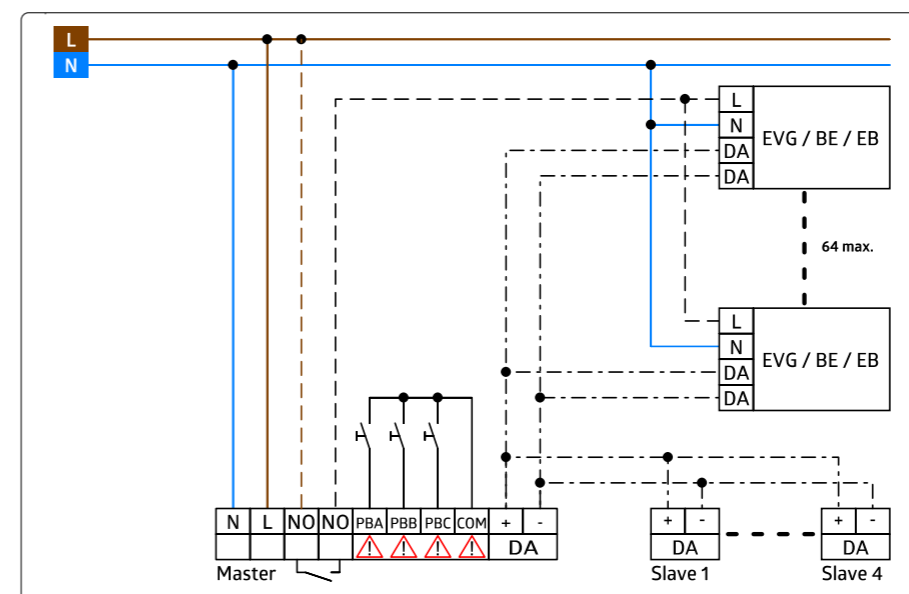 L
N
L
N
DA
DA
EVG / BE / EB
64 max.
L
N
DA
DA
EVG / BE / EB
N L NO NO PBA PBB PBC COM + -
DA
Master
+ -
DA
Slave 1
+ -
DA
Slave 4